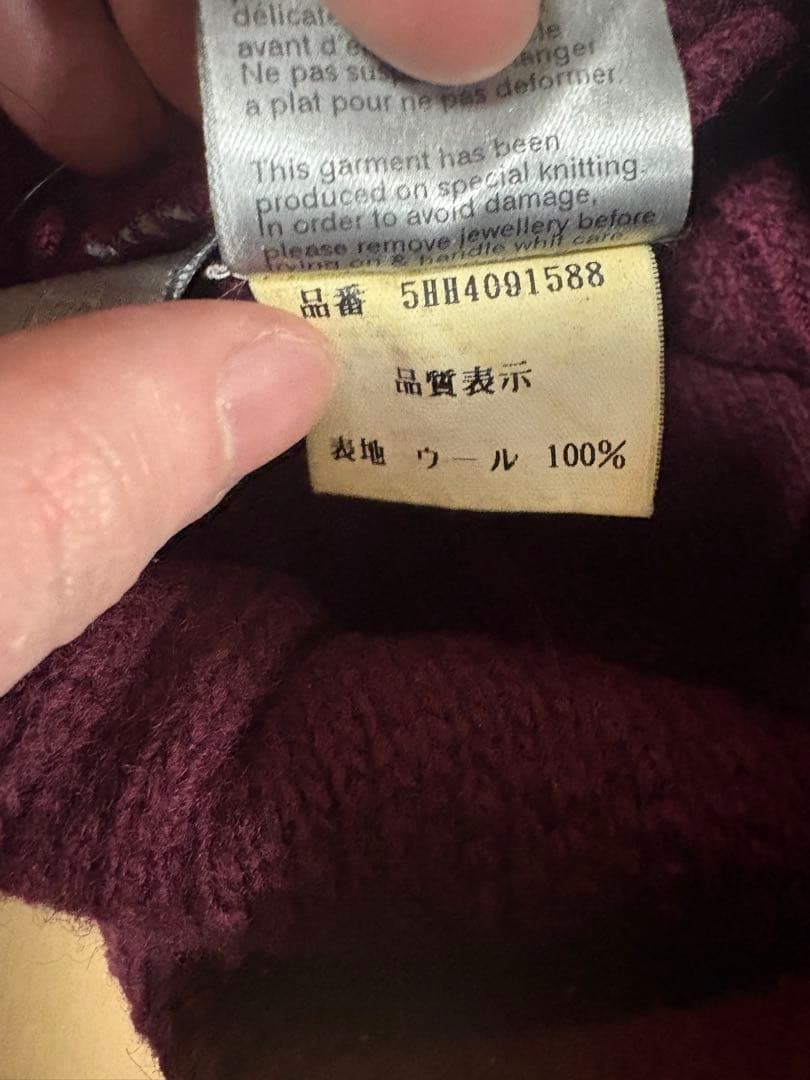 avant
Ne pas
a plat pour ne pas deformer.
This garment has been
produced on special knitting.
In order to avoid damage,
please remove jewellery before
品番 5HH4091588
品質表示
表地 ウール 100%